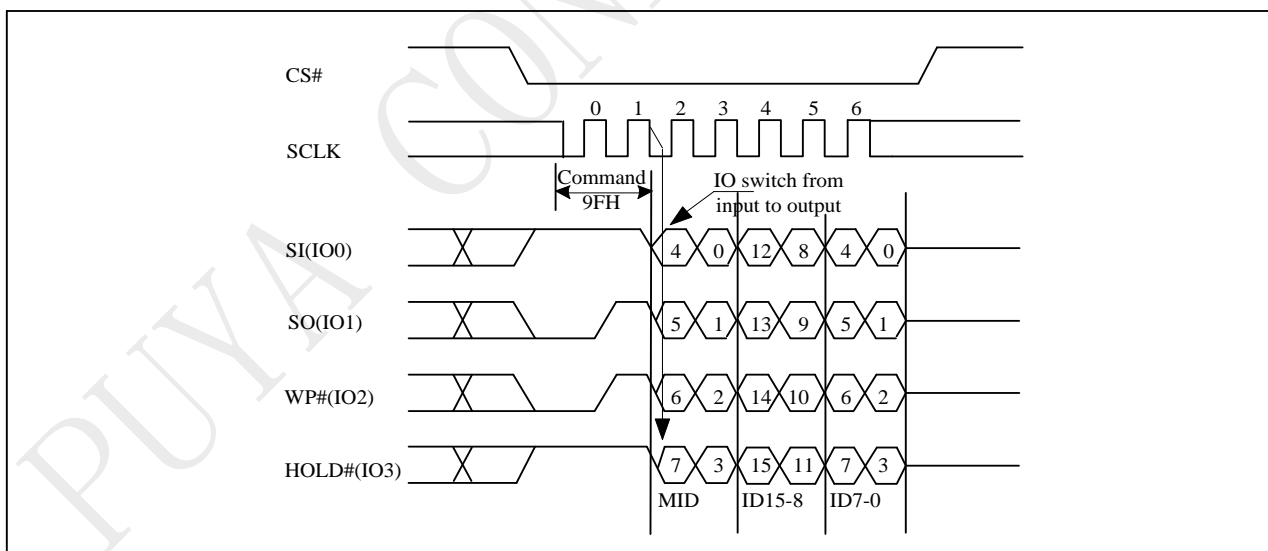 PUYA CON
CS#
0 1 2 3 4 5 6
SCLK
Command
9FH
IO switch from
input to output
SI(IO0)
4 0 12 8 4 0
SO(IO1)
5 1 13 9 5 1
WP#(IO2)
6 2 14 10 6 2
HOLD#(IO3)
7 3 15 11 7 3
MID ID15-8 ID7-0